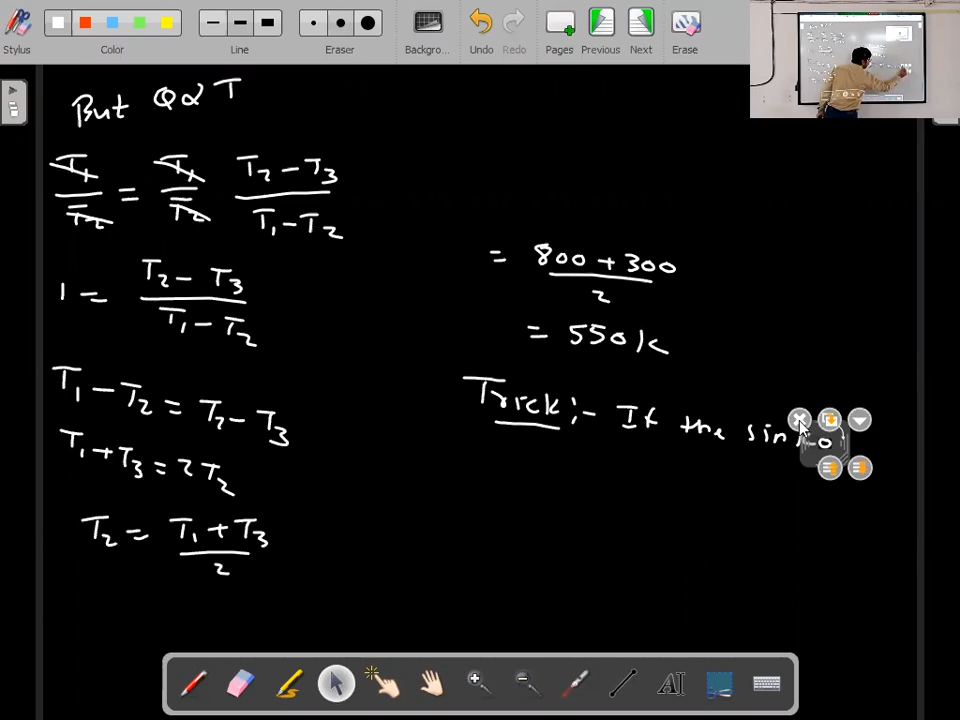 Stylus Color Line Eraser Backgro... Undo Redo Pages Previous Next Erase
But Q α T
T1/T2 = T1/T2 T2 - T3/T1 - T2
1 = T2 - T3/T1 - T2
T1 - T2 = T2 - T3
T1 + T3 = 2 T2
T2 = T1 + T3/2
= 800 + 300/2
= 550 K
Trick :- If the sin